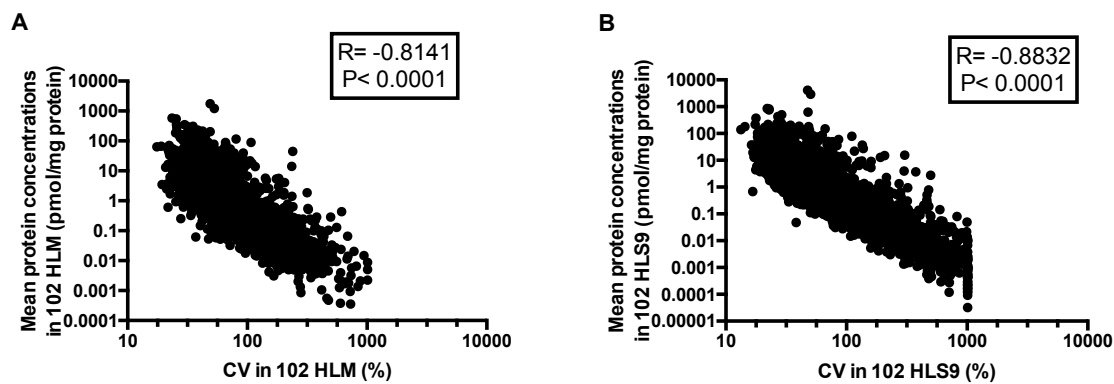 A
R= -0.8141
P< 0.0001
Mean protein concentrations
in 102 HLM (pmol/mg protein)
10000
1000
100
10
1
0.1
0.01
0.001
0.0001
10
100
1000
10000
CV in 102 HLM (%)
B
R= -0.8832
P< 0.0001
Mean protein concentrations
in 102 HLS9 (pmol/mg protein)
10000
1000
100
10
1
0.1
0.01
0.001
0.0001
0.00001
10
100
1000
10000
CV in 102 HLS9 (%)